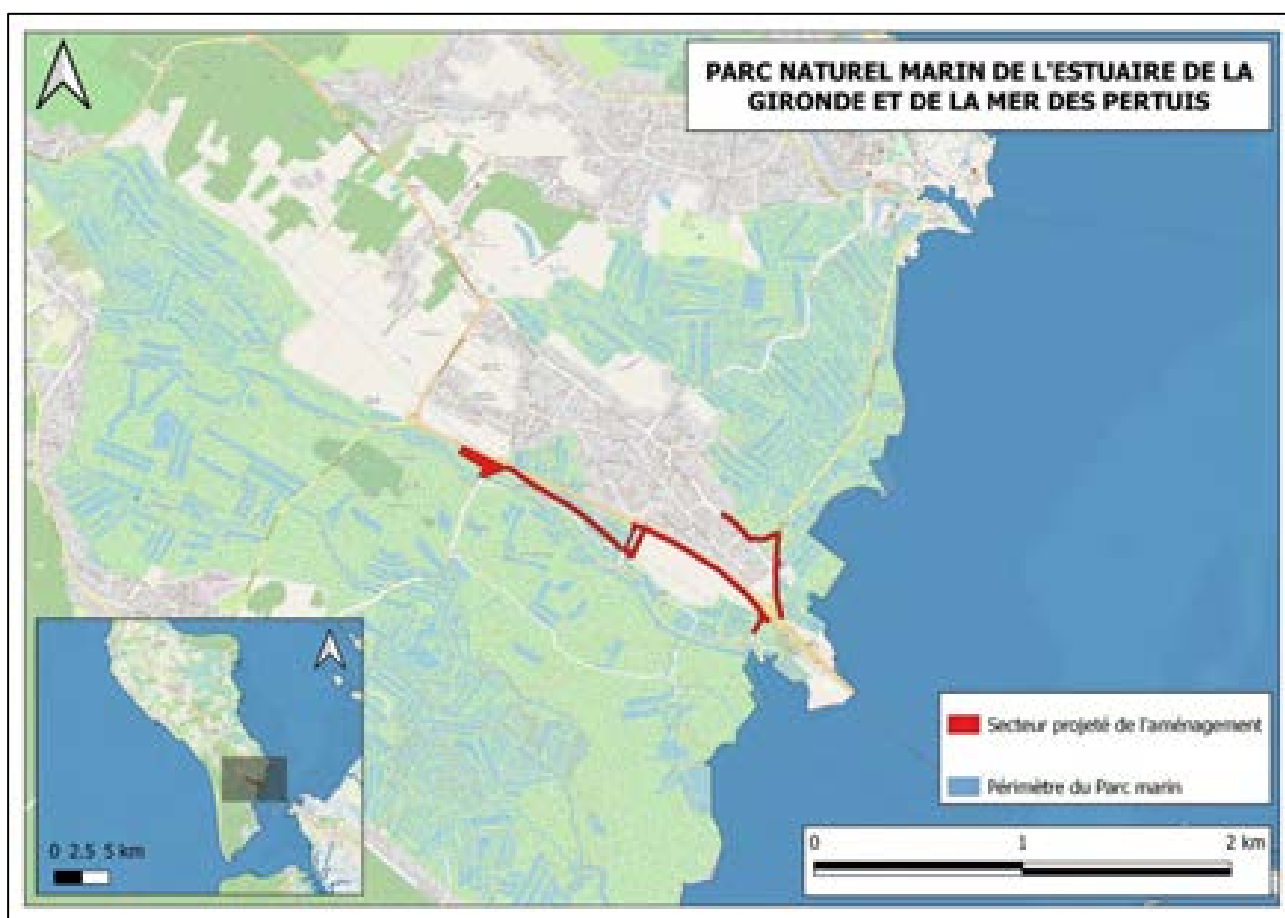 PARC NATUREL MARIN DE L'ESTUAIRE DE LA
GIRONDE ET DE LA MER DES PERTUIS
Secteur projeté de l'aménagement
Périmètre du Parc marin
0 2.5 5 km
0 1 2 km